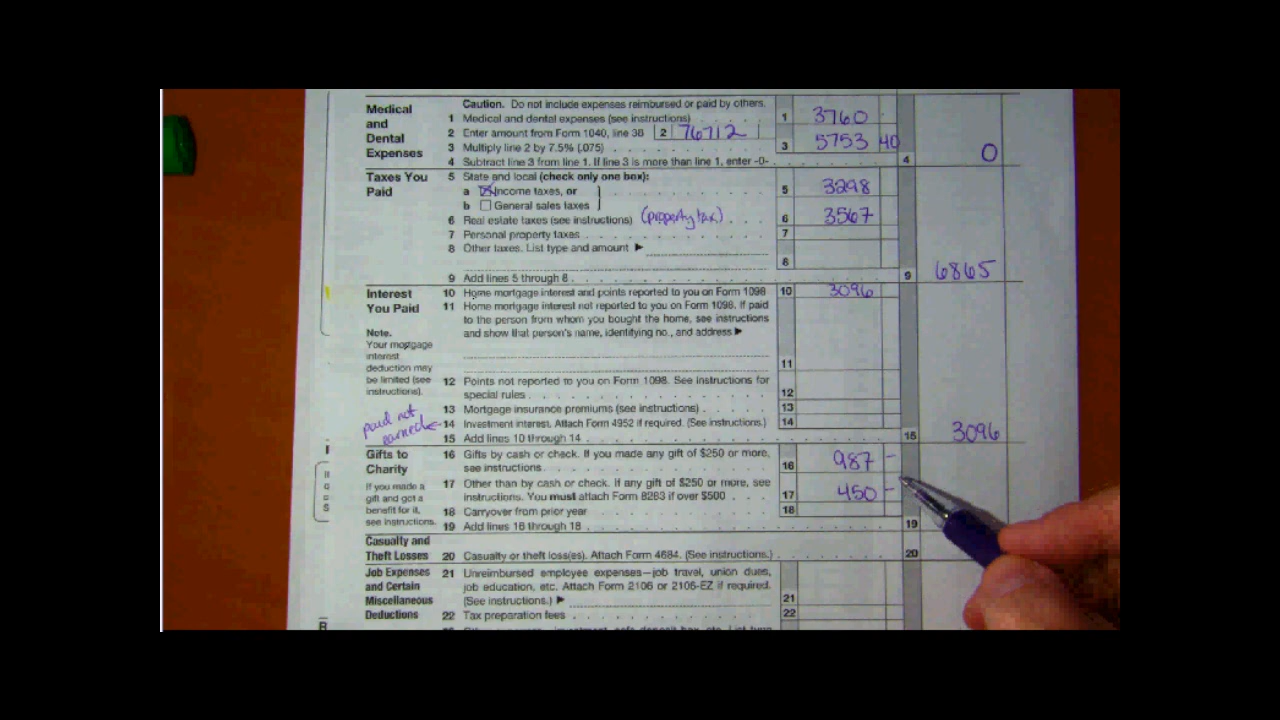 Caution. Do not include expenses reimbursed or paid by others.
Medical and Dental Expenses
1 Medical and dental expenses (see instructions) 1 3760 -
2 Enter amount from Form 1040, line 38 2 76712
3 Multiply line 2 by 7.5% (.075) 3 5753 40
4 Subtract line 3 from line 1. If line 3 is more than line 1, enter -0- 4 0
Taxes You Paid
5 State and local (check only one box):
a Income taxes, or 5 3298
b General sales taxes
6 Real estate taxes (see instructions) (property tax) 6 3567
7 Personal property taxes 7
8 Other taxes. List type and amount ▶
8
9 Add lines 5 through 8 9 6865
Interest You Paid
10 Home mortgage interest and points reported to you on Form 1098 10 3096
11 Home mortgage interest not reported to you on Form 1098. If paid
to the person from whom you bought the home, see instructions
and show that person's name, identifying no., and address ▶
Note.
Your mortgage
interest
deduction may
be limited (see
instructions).
11
12 Points not reported to you on Form 1098. See instructions for
special rules 12
13 Mortgage insurance premiums (see instructions) 13
paid not
earned
14 Investment interest. Attach Form 4952 if required. (See instructions.) 14
15 Add lines 10 through 14 15 3096
Gifts to Charity
16 Gifts by cash or check. If you made any gift of $250 or more,
see instructions 16 987 -
If you made a
gift and got a
benefit for it,
see instructions.
17 Other than by cash or check. If any gift of $250 or more, see
instructions. You must attach Form 8283 if over $500 17 450 -
18 Carryover from prior year 18
19 Add lines 16 through 18 19
Casualty and Theft Losses
20 Casualty or theft loss(es). Attach Form 4684. (See instructions.) 20
Job Expenses and Certain Miscellaneous Deductions
21 Unreimbursed employee expenses—job travel, union dues,
job education, etc. Attach Form 2106 or 2106-EZ if required.
(See instructions.) ▶ 21
22 Tax preparation fees 22